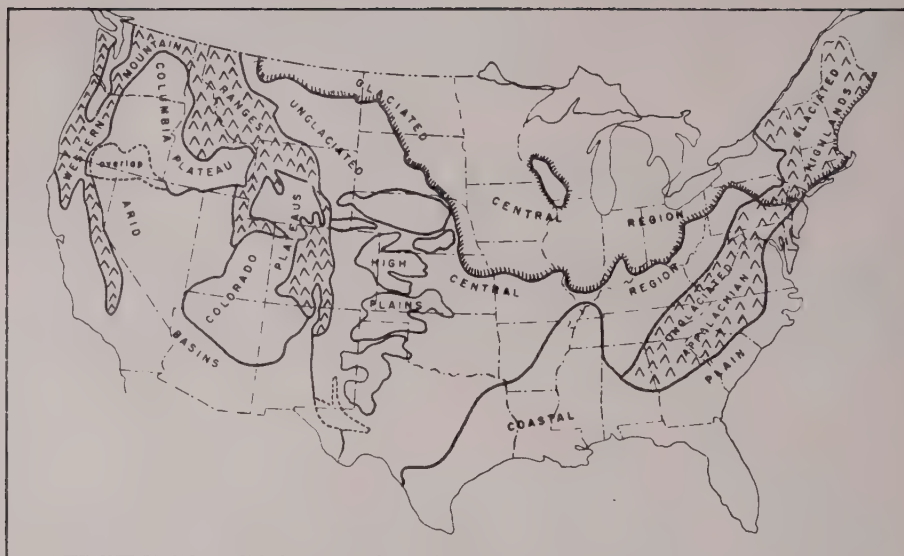 WESTERN MOUNTAIN RANGES
COLUMBIA PLATEAU
overlap
ARID BASINS
COLORADO PLATEAUS
UNGLACIATED CENTRAL REGION
GLACIATED CENTRAL REGION
HIGH PLAINS
UNGLACIATED APPALACHIAN
GLACIATED HIGHLANDS
COASTAL PLAIN